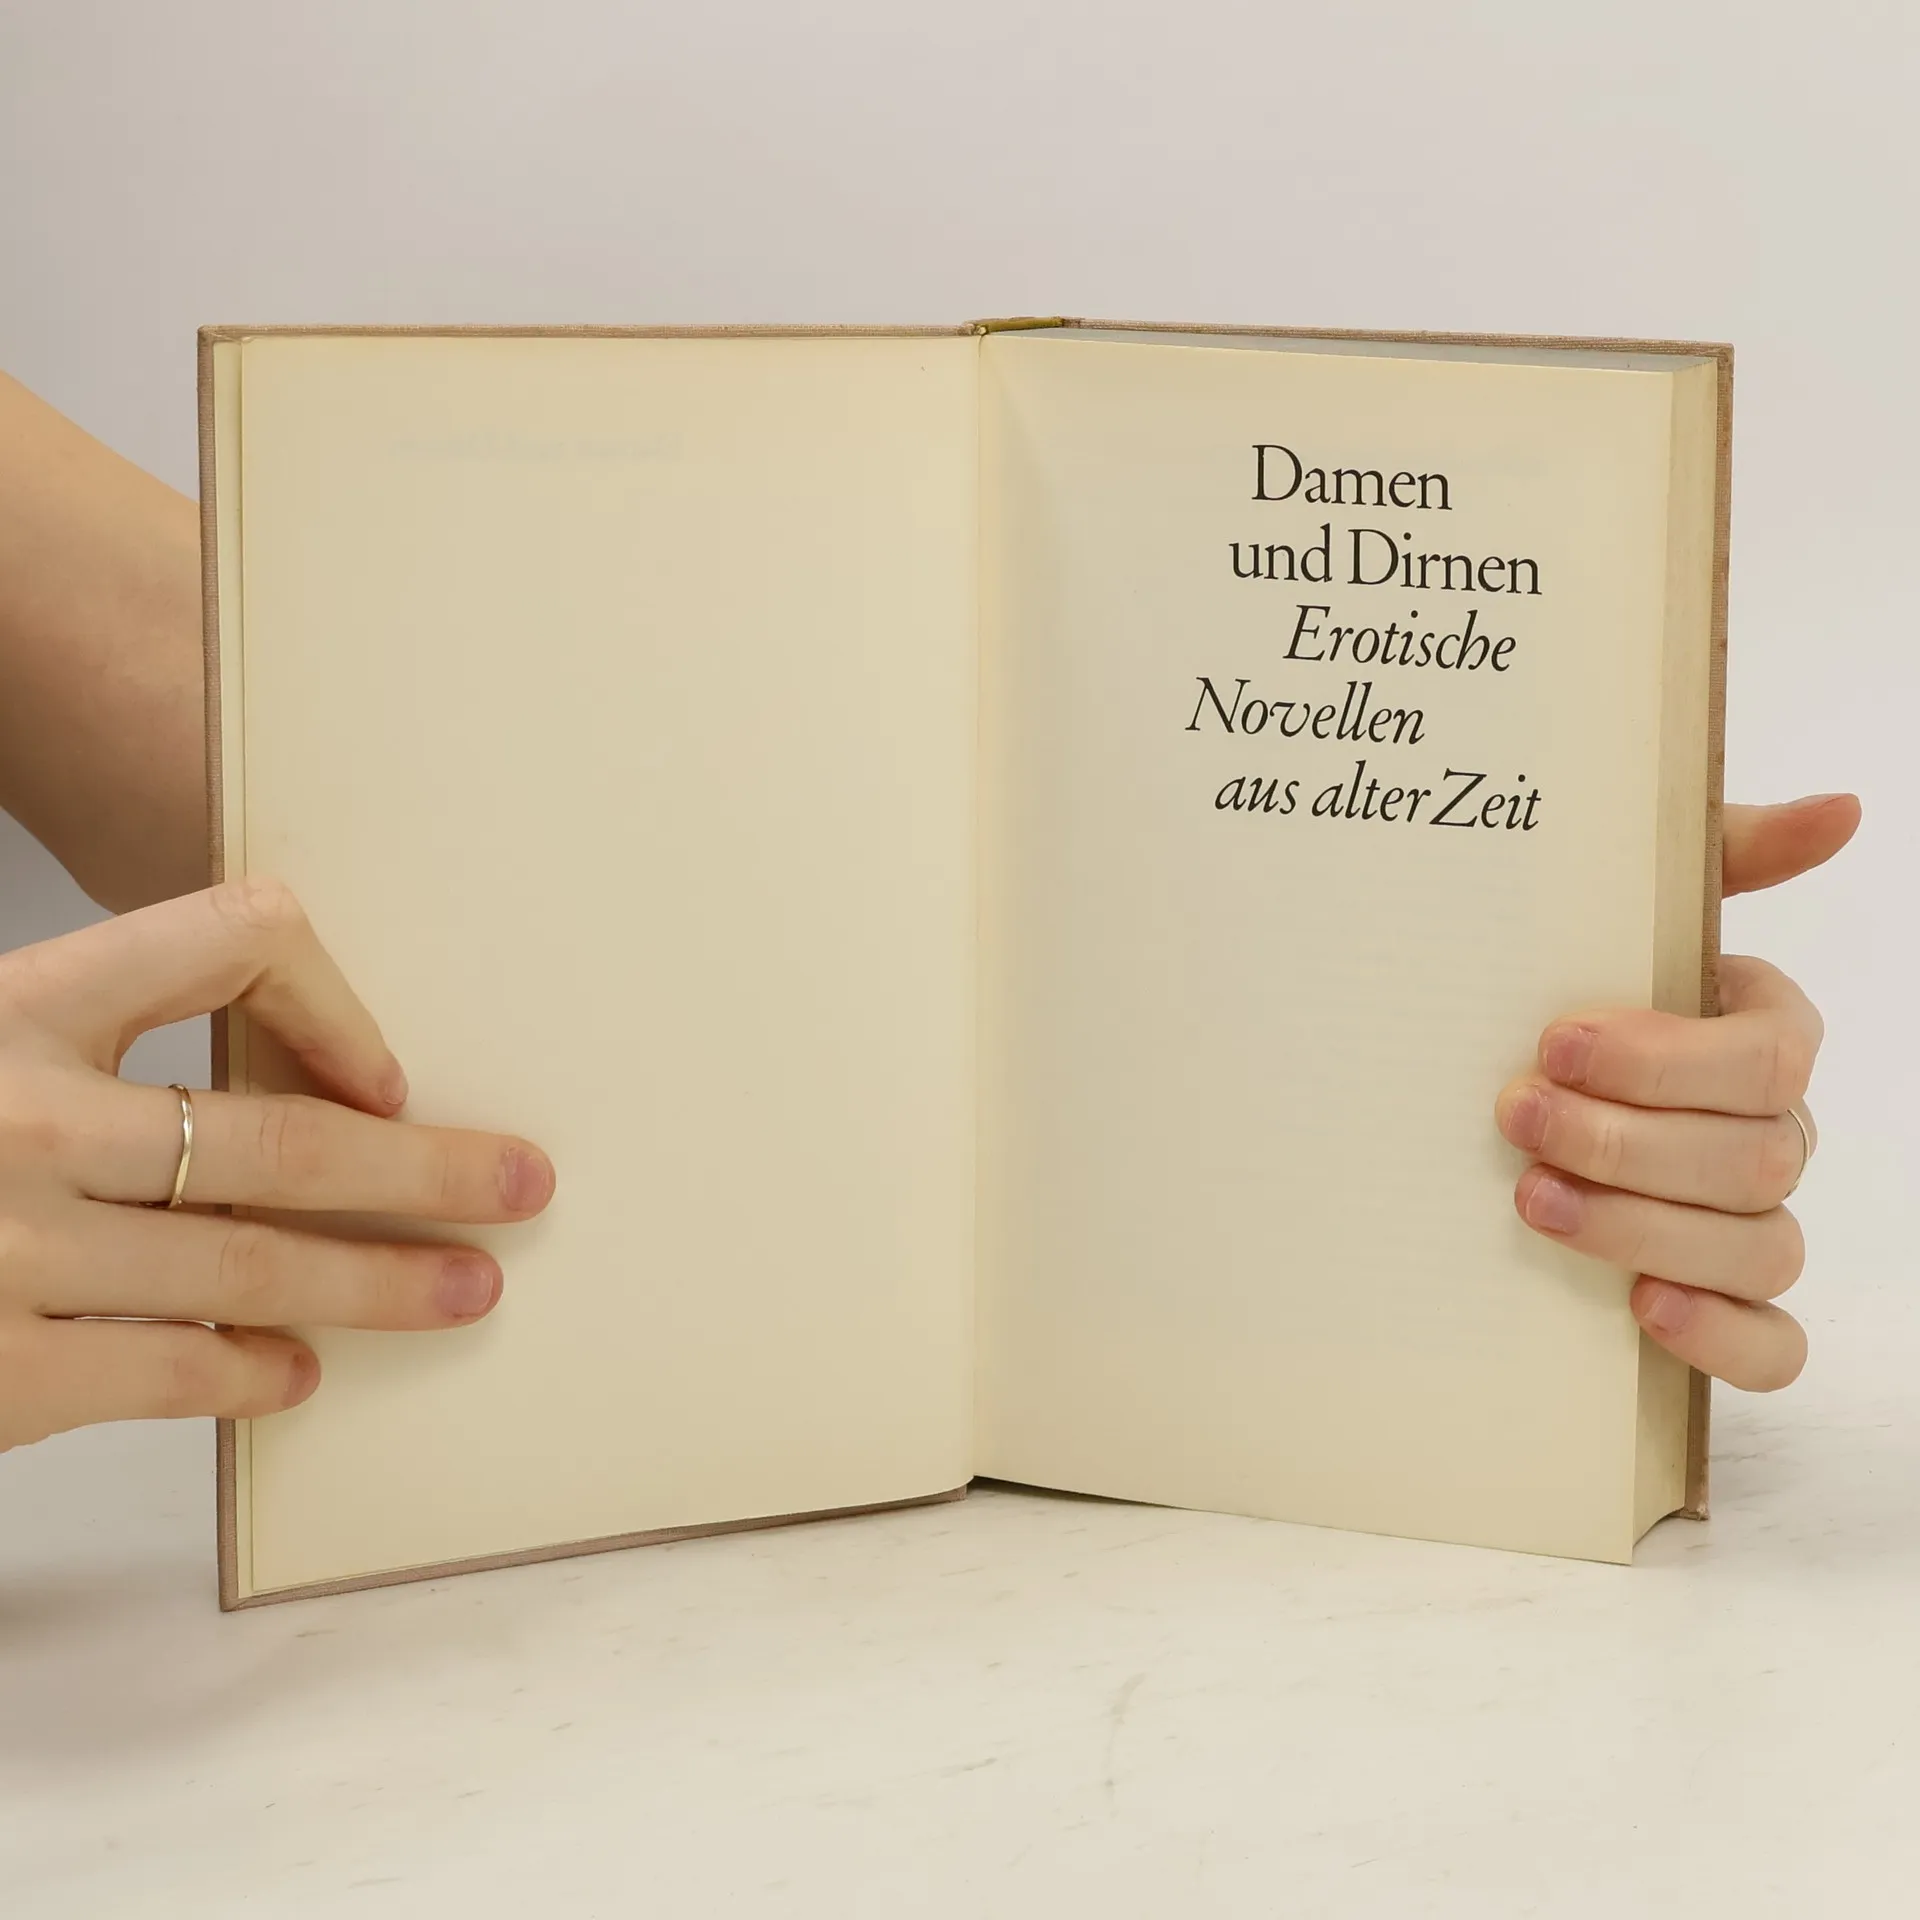 Damen
und Dirnen
Erotische
Novellen
aus alter Zeit